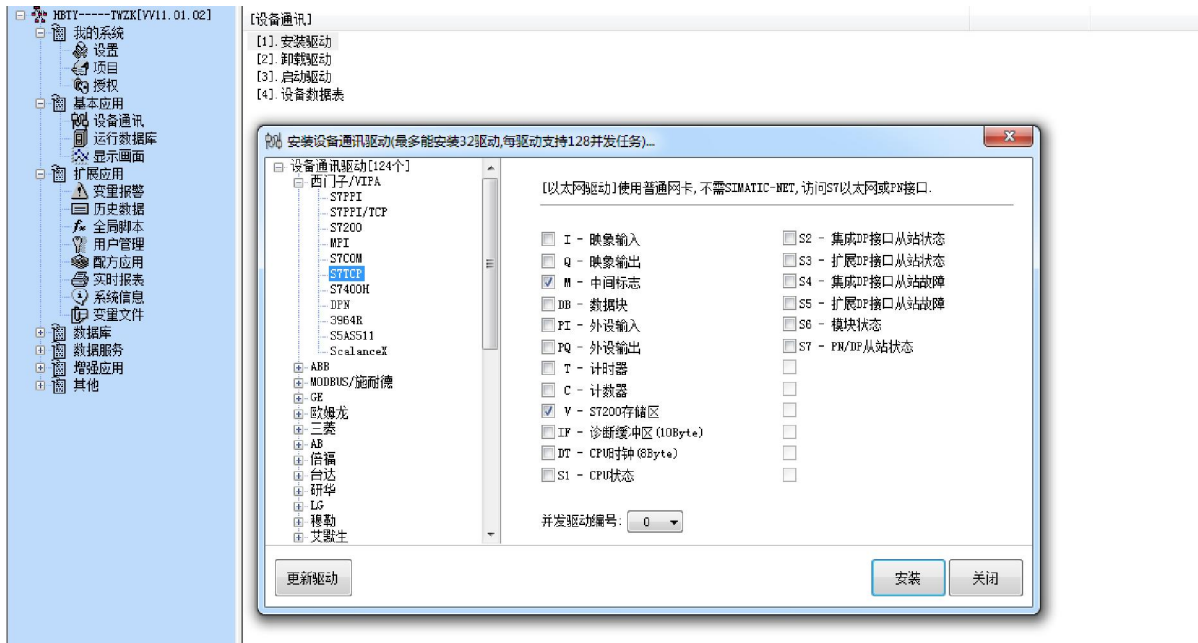 HBTY-----TWZK[VV11.01.02]
我的系统
设置
项目
授权
基本应用
设备通讯
运行数据库
显示画面
扩展应用
变量报警
历史数据
全局脚本
用户管理
配方应用
实时报表
系统信息
变里文件
数据库
数据服务
增强应用
其他
[设备通讯]
[1].安装驱动
[2].卸载驱动
[3].启动驱动
[4].设备数据表
安装设备通讯驱动(最多能安装32驱动,每驱动支持128并发任务)...
设备通讯驱动[124个]
西门子/VIPA
S7PPI
S7PPI/TCP
S7200
MPI
S7COM
S7TCP
S7400H
DPN
3964R
S5AS511
ScalanceX
ABB
MODBUS/施耐德
GE
欧姆龙
三菱
AB
倍福
台达
研华
LG
穆勒
艾默生
[以太网驱动]使用普通网卡,不需SIMATIC-NET,访问S7以太网或PN接口.
I - 映象输入
Q - 映象输出
M - 中间标志
DB - 数据块
PI - 外设输入
PQ - 外设输出
T - 计时器
C - 计数器
V - S7200存储区
IF - 诊断缓冲区(10Byte)
DT - CPU时钟(8Byte)
S1 - CPU状态
S2 - 集成DP接口从站状态
S3 - 扩展DP接口从站状态
S4 - 集成DP接口从站故障
S5 - 扩展DP接口从站故障
S6 - 模块状态
S7 - PN/DP从站状态
并发驱动编号: 0
更新驱动
安装
关闭